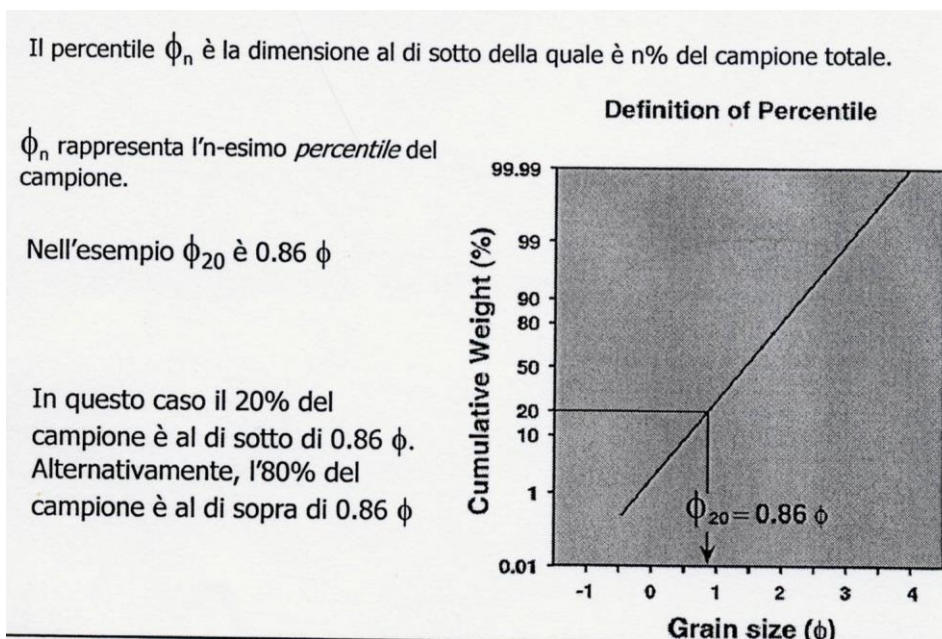 Il percentile ϕn è la dimensione al di sotto della quale è n% del campione totale.
ϕn rappresenta l'n-esimo percentile del
campione.
Nell'esempio ϕ20 è 0.86 ϕ
In questo caso il 20% del
campione è al di sotto di 0.86 ϕ.
Alternativamente, l'80% del
campione è al di sopra di 0.86 ϕ
Definition of Percentile
Cumulative Weight (%)
99.99
99
90
80
50
20
10
1
0.01
ϕ20 = 0.86 ϕ
-1 0 1 2 3 4
Grain size (ϕ)